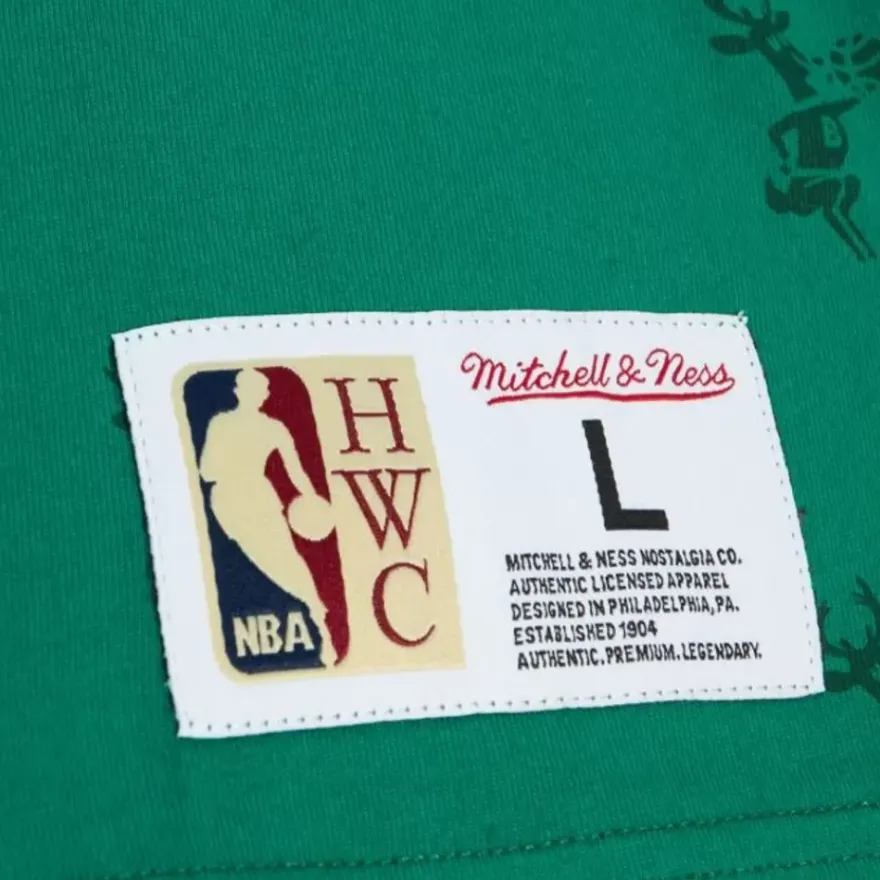 H
W
C
NBA
Mitchell & Ness
L
MITCHELL & NESS NOSTALGIA CO.
AUTHENTIC LICENSED APPAREL
DESIGNED IN PHILADELPHIA, PA.
ESTABLISHED 1904
AUTHENTIC. PREMIUM. LEGENDARY.
B